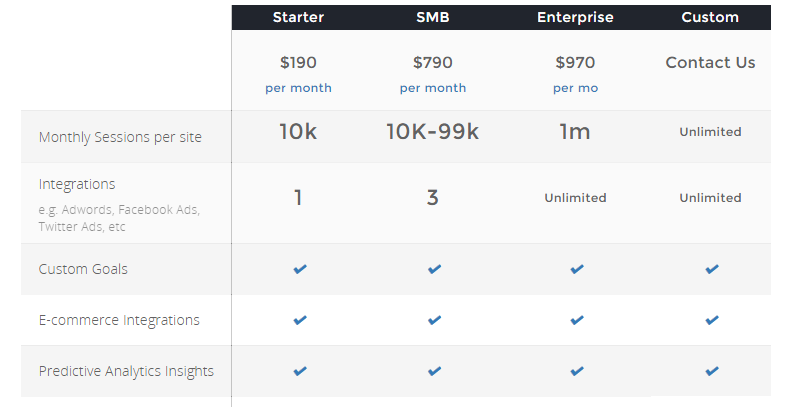 Starter SMB Enterprise Custom
$190 $790 $970 Contact Us
per month per month per mo
Monthly Sessions per site 10k 10K-99k 1m Unlimited
Integrations
e.g. Adwords, Facebook Ads,
Twitter Ads, etc
1 3 Unlimited Unlimited
Custom Goals
E-commerce Integrations
Predictive Analytics Insights